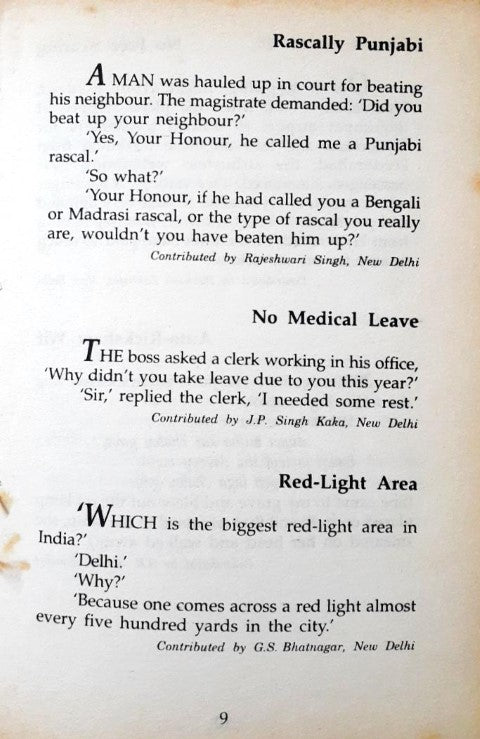 Rascally Punjabi
A MAN was hauled up in court for beating
his neighbour. The magistrate demanded: 'Did you
beat up your neighbour?'
'Yes, Your Honour, he called me a Punjabi
rascal.'
'So what?'
'Your Honour, if he had called you a Bengali
or Madrasi rascal, or the type of rascal you really
are, wouldn't you have beaten him up?'
Contributed by Rajeshwari Singh, New Delhi
No Medical Leave
THE boss asked a clerk working in his office,
'Why didn't you take leave due to you this year?'
'Sir,' replied the clerk, 'I needed some rest.'
Contributed by J.P. Singh Kaka, New Delhi
Red-Light Area
'WHICH is the biggest red-light area in
India?'
'Delhi.'
'Why?'
'Because one comes across a red light almost
every five hundred yards in the city.'
Contributed by G.S. Bhatnagar, New Delhi
9